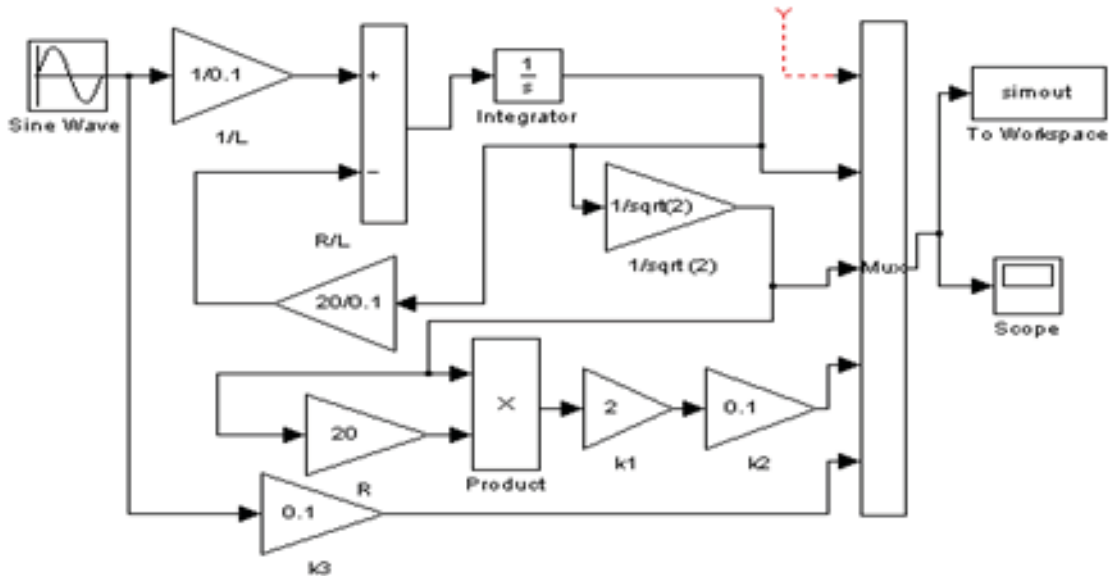 Sine Wave
1/0.1
1/L
+
−
1
s
Integrator
simout
To Workspace
1/sqrt(2)
1/sqrt (2)
R/L
20/0.1
Mux
Scope
20
R
X
Product
2
k1
0.1
k2
0.1
k3